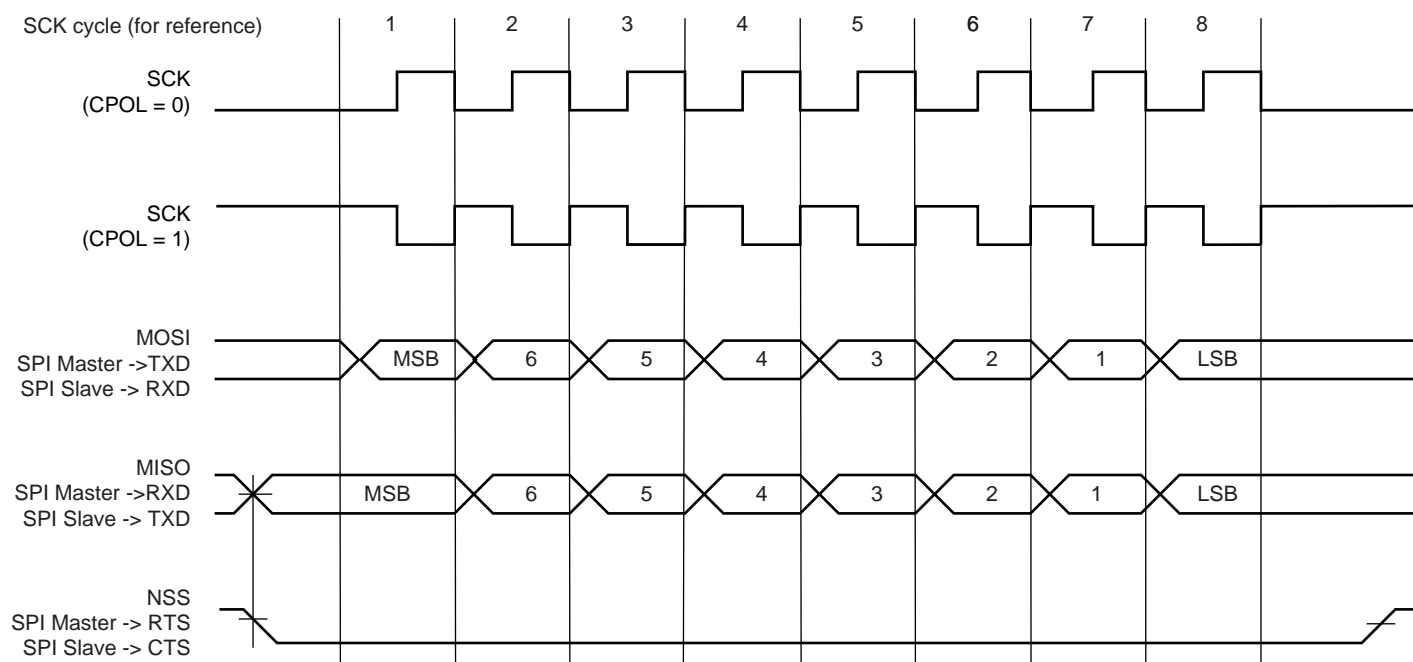 SCK cycle (for reference) 1 2 3 4 5 6 7 8
SCK
(CPOL = 0)
SCK
(CPOL = 1)
MOSI
SPI Master ->TXD
SPI Slave -> RXD
MSB 6 5 4 3 2 1 LSB
MISO
SPI Master ->RXD
SPI Slave -> TXD
MSB 6 5 4 3 2 1 LSB
NSS
SPI Master -> RTS
SPI Slave -> CTS